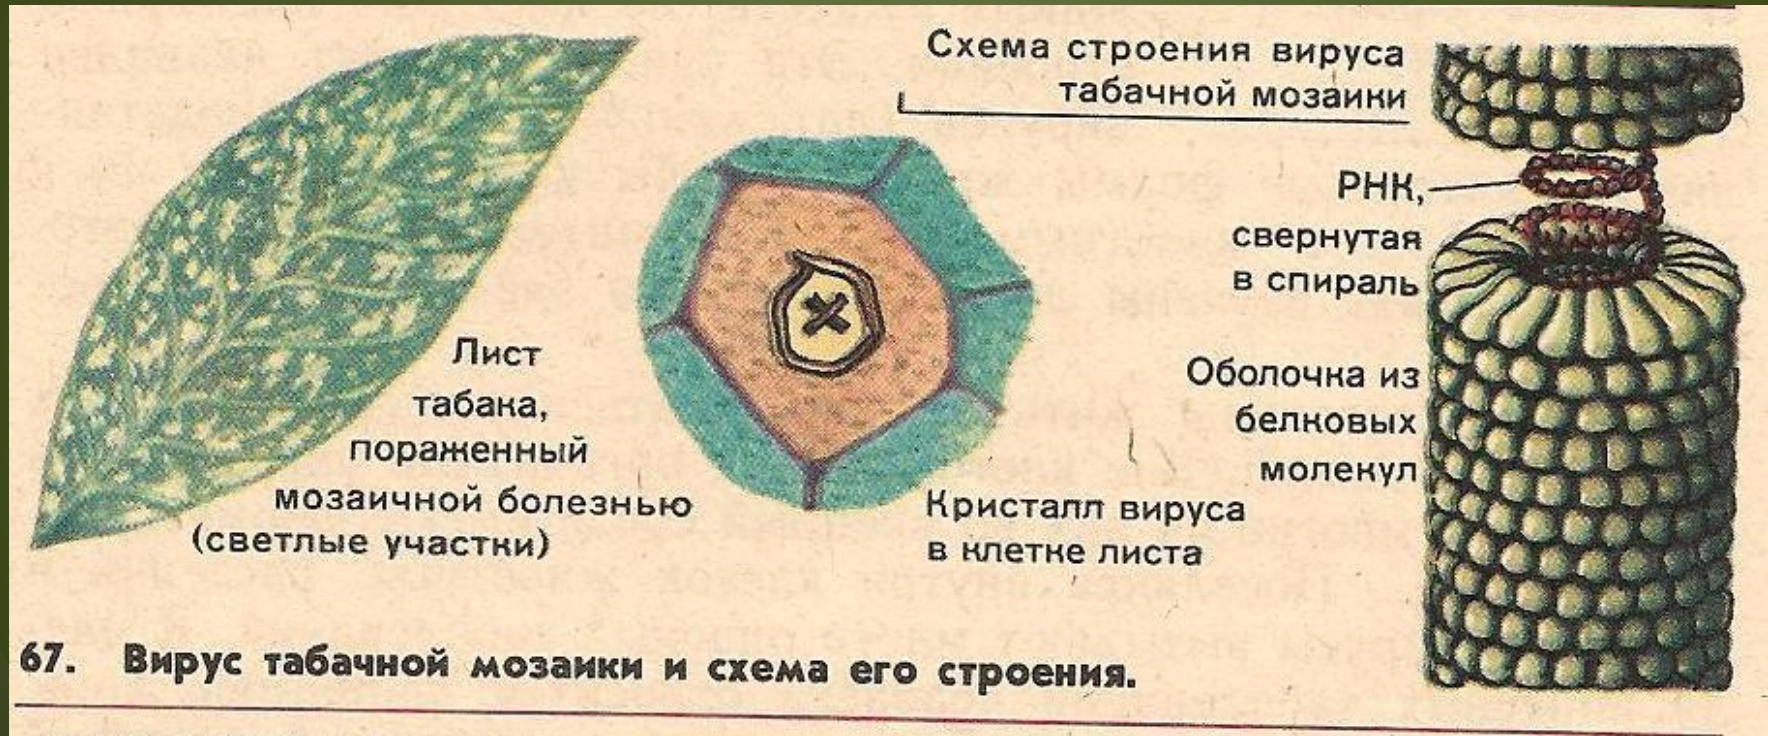 Схема строения вируса
табачной мозаики
РНК,
свернутая
в спираль
Лист
табака,
пораженный
мозаичной болезнью
(светлые участки)
Оболочка из
белковых
молекул
Кристалл вируса
в клетке листа
67. Вирус табачной мозаики и схема его строения.